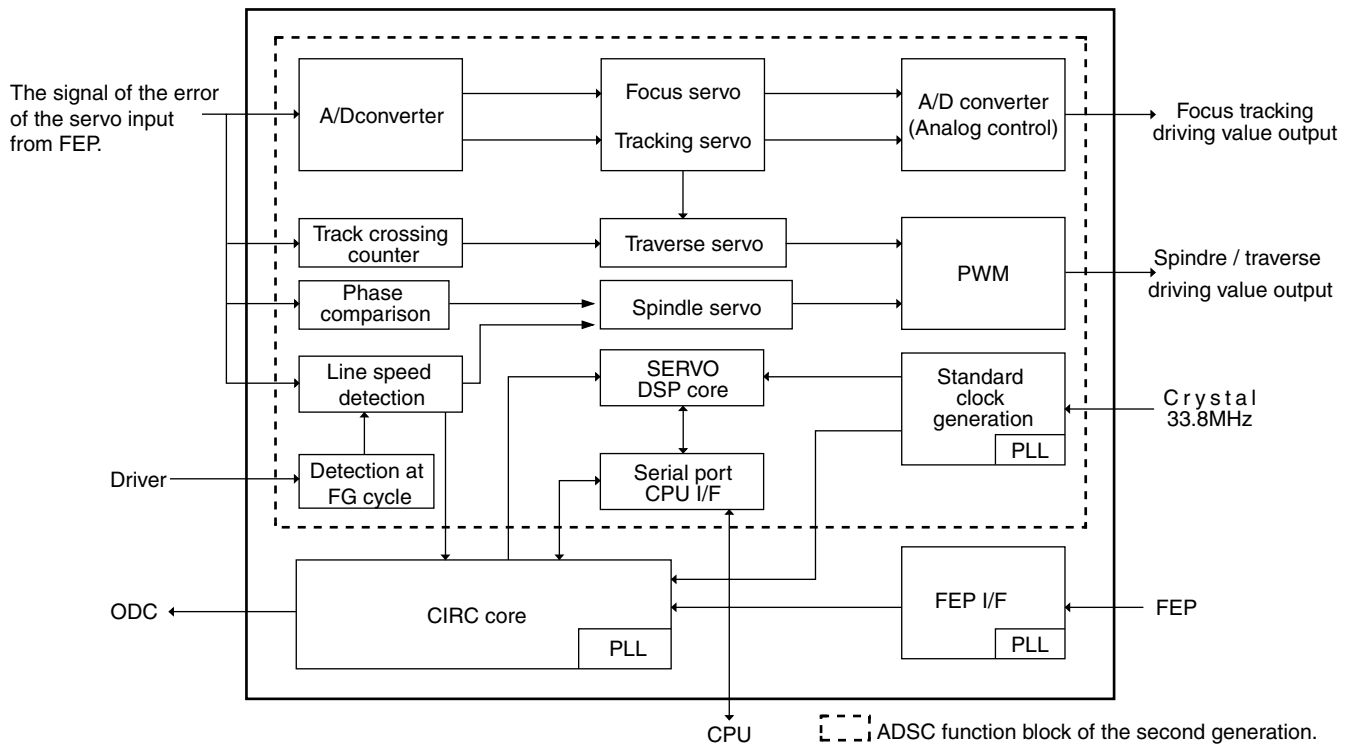 The signal of the error
of the servo input
from FEP.
A/Dconverter
Focus servo
Tracking servo
A/D converter
(Analog control)
Focus tracking
driving value output
Track crossing
counter
Traverse servo
PWM
Spindre / traverse
driving value output
Phase
comparison
Spindle servo
Line speed
detection
SERVO
DSP core
Standard
clock
generation
PLL
Crystal
33.8MHz
Driver
Detection at
FG cycle
Serial port
CPU I/F
ODC
CIRC core
PLL
FEP I/F
PLL
FEP
CPU
ADSC function block of the second generation.